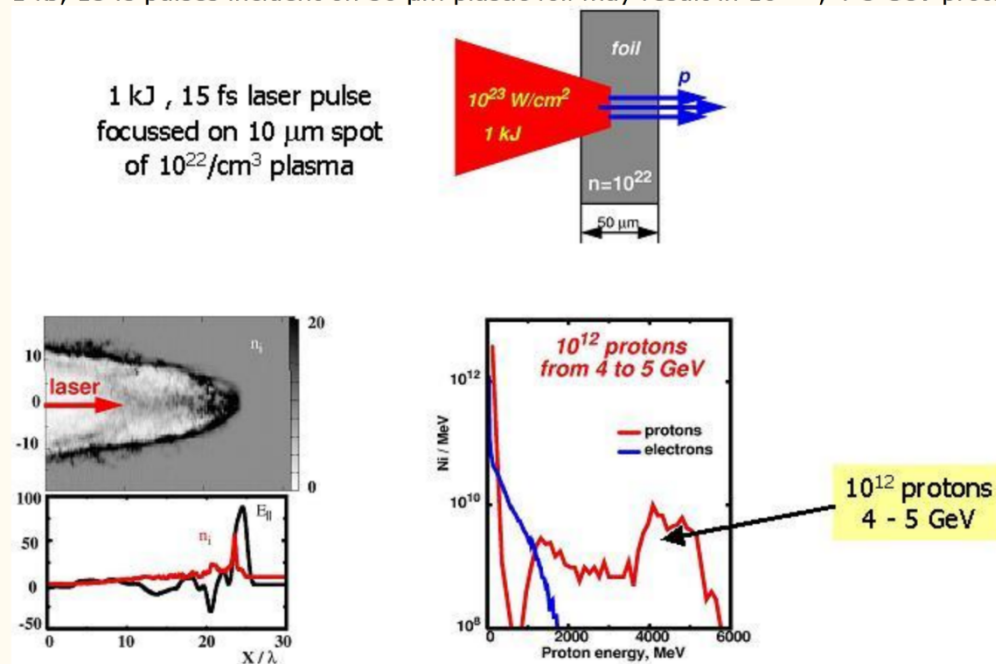 1 kJ , 15 fs laser pulse
focussed on 10 μm spot
of 10²²/cm³ plasma
foil
p
10²³ W/cm²
1 kJ
n=10²²
50 μm
20
nᵢ
10
laser
0
-10
0
100
E||
50
nᵢ
0
-50
0 10 20 30
X / λ
10¹² protons
from 4 to 5 GeV
10¹²
Ni / MeV
protons
electrons
10¹⁰
10⁸
0 2000 4000 6000
Proton energy, MeV
10¹² protons
4 - 5 GeV